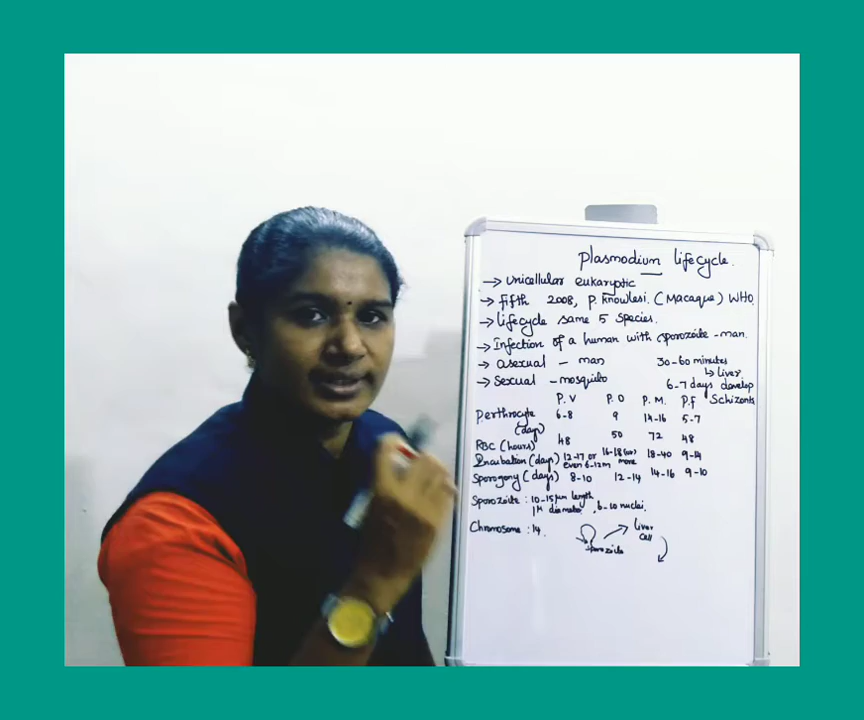 Plasmodium lifecycle.
→ Unicellular eukaryotic
→ fifth 2008, P. Knowlesi. (Macaque) WHO.
→ lifecycle same 5 species.
→ Infection of a human with sporozoite - man.
→ asexual - man 30-60 minutes
↳ liver
→ Sexual - mosquito 6-7 days develop
Schizonts
P.V P.O P.M. P.f
Perthrocyte 6-8 9 14-16 5-7
(days)
RBC (hours) 48 50 72 48
Incubation (days) 12-17 or 16-18 (or) 18-40 9-14
even 6-12m more
Sporogony (days) 8-10 12-14 14-16 9-10
Sporozoite : 10-15µm length
1µ diameter, 6-10 nuclei.
Chromosome : 14.
Sporozoite → liver
cell